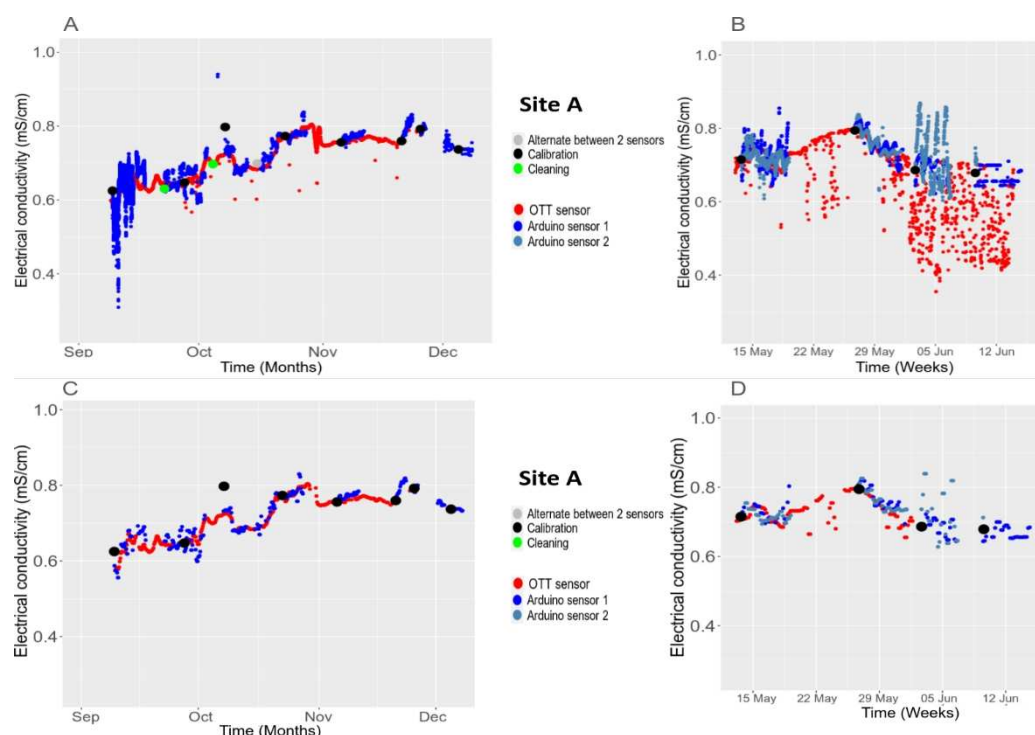 A
B
Electrical conductivity (mS/cm)
1.0
0.8
0.6
0.4
Sep
Oct
Nov
Dec
Time (Months)
Site A
Alternate between 2 sensors
Calibration
Cleaning
OTT sensor
Arduino sensor 1
Arduino sensor 2
Electrical conductivity (mS/cm)
1.0
0.8
0.6
0.4
15 May
22 May
29 May
05 Jun
12 Jun
Time (Weeks)
C
D
Electrical conductivity (mS/cm)
1.0
0.8
0.6
0.4
Sep
Oct
Nov
Dec
Time (Months)
Site A
Alternate between 2 sensors
Calibration
Cleaning
OTT sensor
Arduino sensor 1
Arduino sensor 2
Electrical conductivity (mS/cm)
1.0
0.8
0.6
0.4
15 May
22 May
29 May
05 Jun
12 Jun
Time (Weeks)